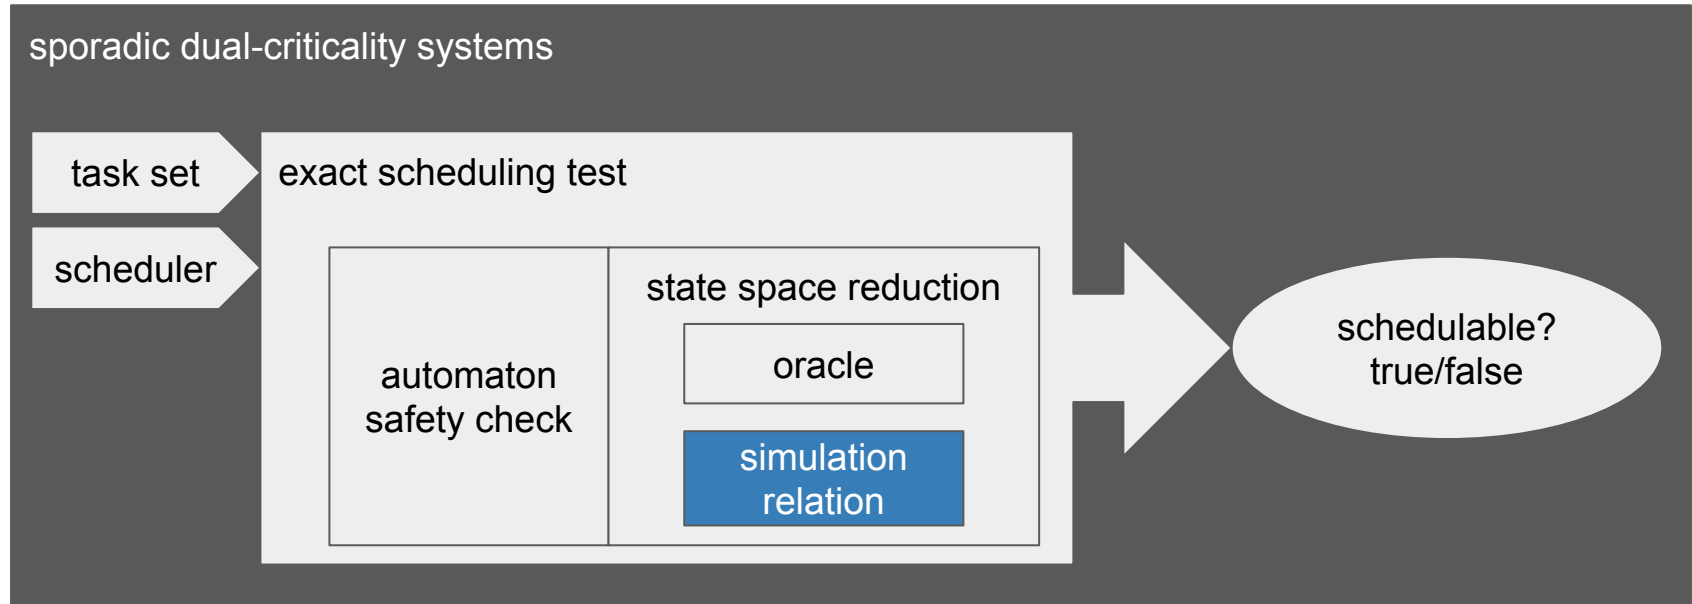 sporadic dual-criticality systems
task set
scheduler
exact scheduling test
automaton
safety check
state space reduction
oracle
simulation
relation
schedulable?
true/false